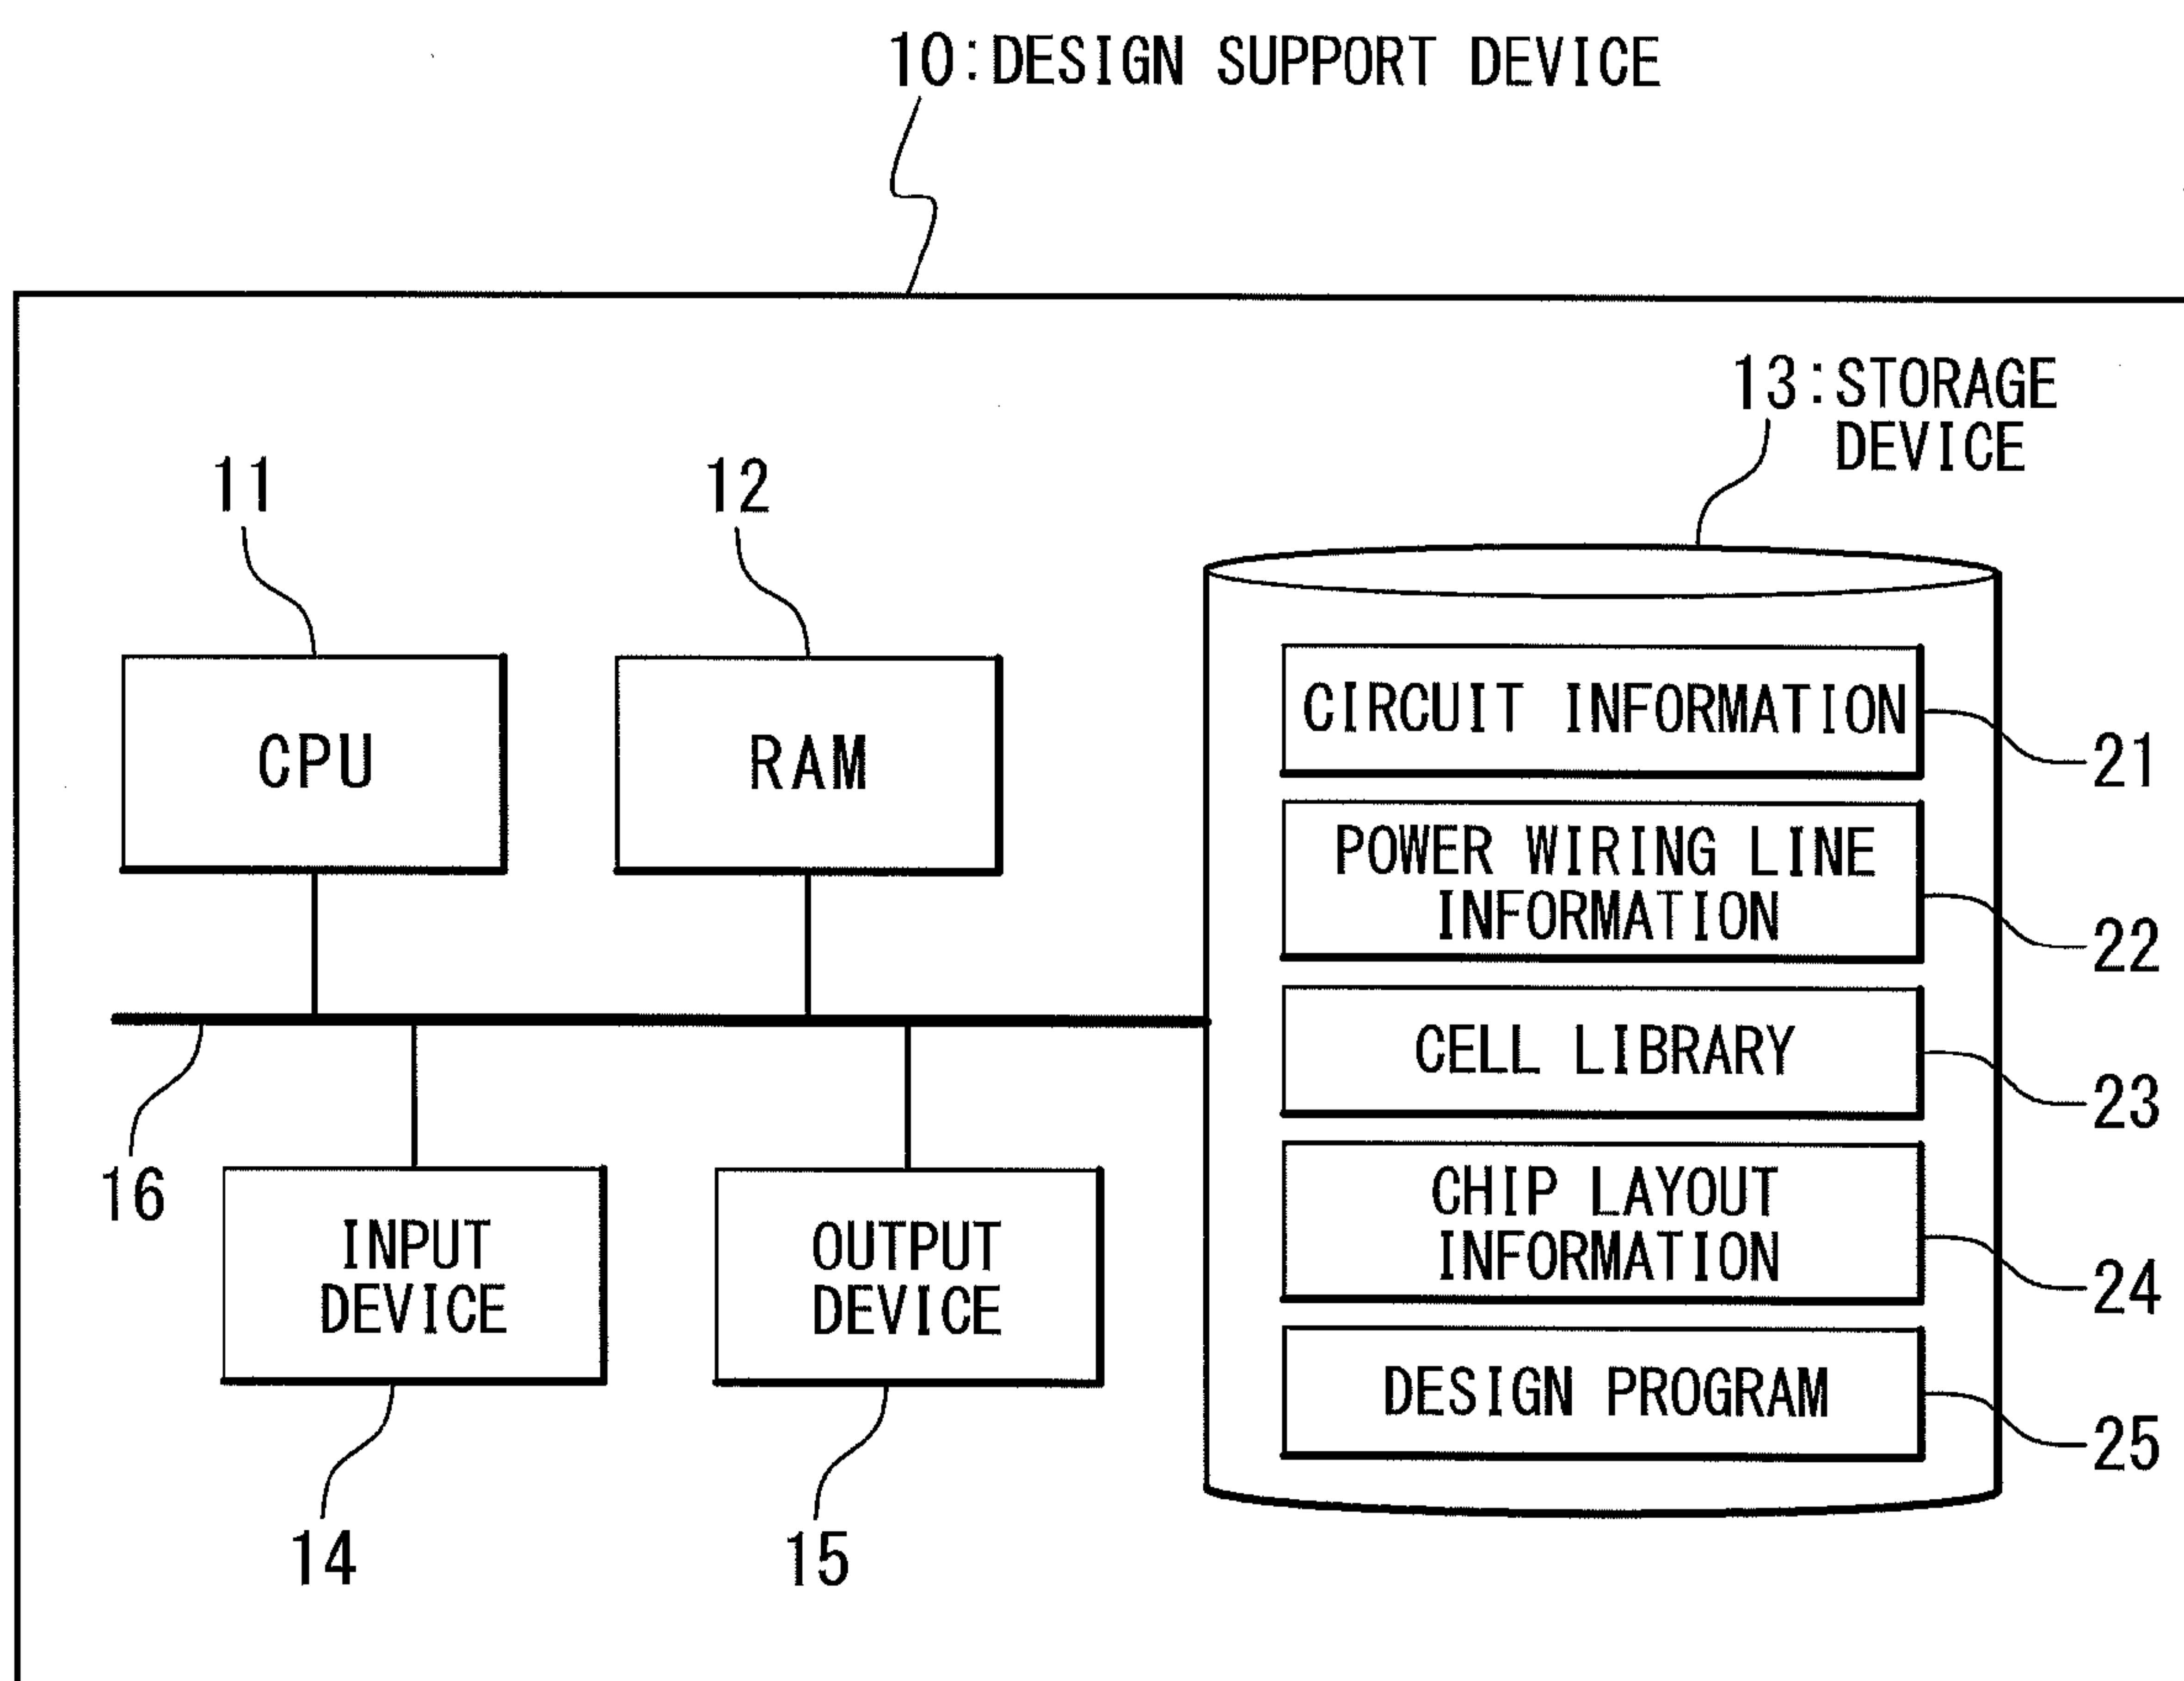 10:DESIGN SUPPORT DEVICE
13:STORAGE
DEVICE
11
12
CPU
RAM
CIRCUIT INFORMATION
21
POWER WIRING LINE
INFORMATION
22
CELL LIBRARY
23
16
INPUT
DEVICE
OUTPUT
DEVICE
CHIP LAYOUT
INFORMATION
24
DESIGN PROGRAM
25
14
15